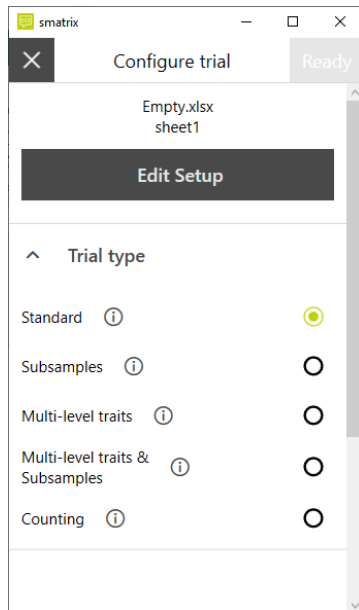 smatrix
Configure trial
Ready
Empty.xlsx
sheet1
Edit Setup
Trial type
Standard
Subsamples
Multi-level traits
Multi-level traits &
Subsamples
Counting